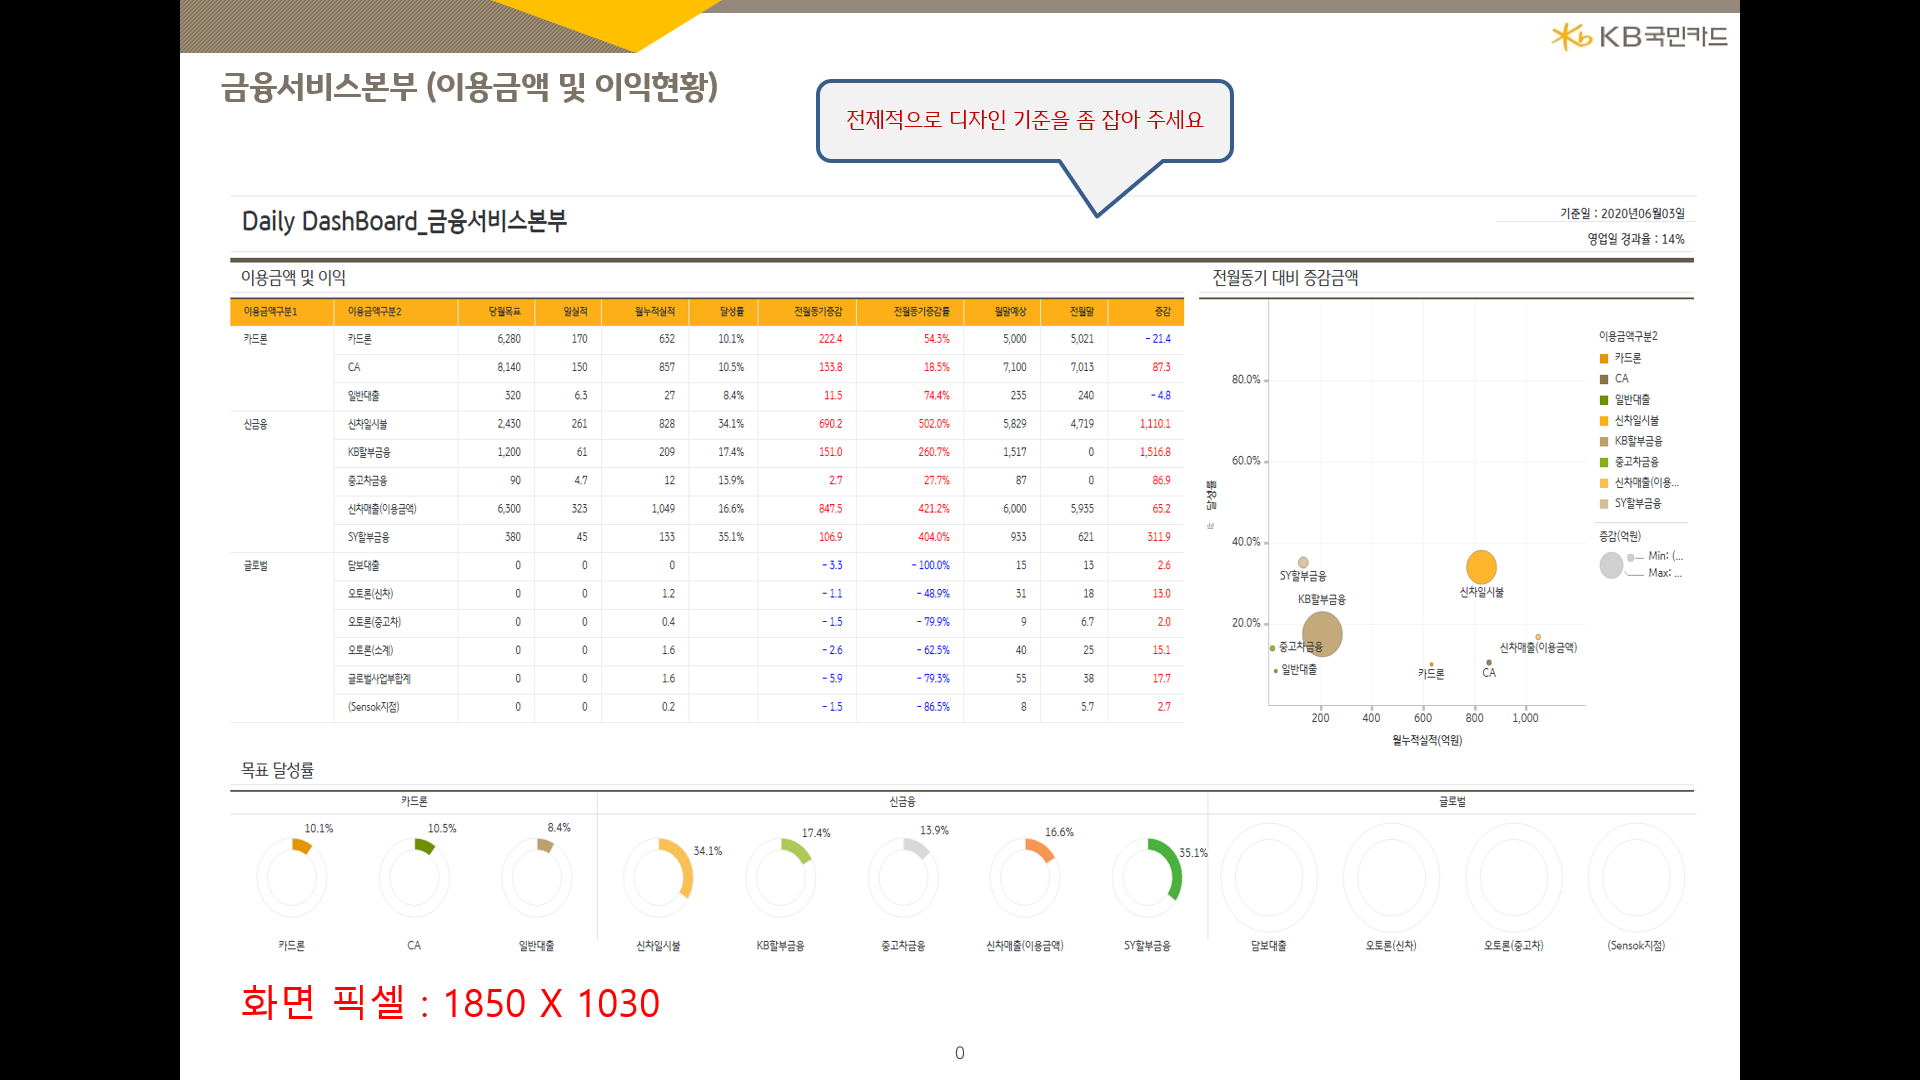 KB국민카드
금융서비스본부 (이용금액 및 이익현황)
전제적으로 디자인 기준을 좀 잡아 주세요
Daily DashBoard_금융서비스본부
기준일 : 2020년06월03일
영업일 경과율 : 14%
이용금액 및 이익
이용금액구분1 이용금액구분2 당월목표 일실적 월누적실적 달성률 전월동기증감 전월동기증감률 월말예상 전월말 증감
카드론 카드론 6,280 170 632 10.1% 222.4 54.3% 5,000 5,021 - 21.4
CA 8,140 150 857 10.5% 133.8 18.5% 7,100 7,013 87.3
일반대출 320 6.3 27 8.4% 11.5 74.4% 235 240 - 4.8
신금융 신차일시불 2,430 261 828 34.1% 690.2 502.0% 5,829 4,719 1,110.1
KB할부금융 1,200 61 209 17.4% 151.0 260.7% 1,517 0 1,516.8
중고차금융 90 4.7 12 13.9% 2.7 27.7% 87 0 86.9
신차매출(이용금액) 6,300 323 1,049 16.6% 847.5 421.2% 6,000 5,935 65.2
SY할부금융 380 45 133 35.1% 106.9 404.0% 933 621 311.9
글로벌 담보대출 0 0 0 - 3.3 - 100.0% 15 13 2.6
오토론(신차) 0 0 1.2 - 1.1 - 48.9% 31 18 13.0
오토론(중고차) 0 0 0.4 - 1.5 - 79.9% 9 6.7 2.0
오토론(소계) 0 0 1.6 - 2.6 - 62.5% 40 25 15.1
글로벌사업부합계 0 0 1.6 - 5.9 - 79.3% 55 38 17.7
(Sensok지점) 0 0 0.2 - 1.5 - 86.5% 8 5.7 2.7
전월동기 대비 증감금액
80.0%
60.0%
40.0%
20.0%
달성률
SY할부금융
KB할부금융
신차일시불
중고차금융
일반대출
카드론
CA
신차매출(이용금액)
200 400 600 800 1,000
월누적실적(억원)
이용금액구분2
카드론
CA
일반대출
신차일시불
KB할부금융
중고차금융
신차매출(이용...
SY할부금융
증감(억원)
Min: (...
Max: ...
목표 달성률
카드론 신금융 글로벌
10.1% 10.5% 8.4% 34.1% 17.4% 13.9% 16.6% 35.1%
카드론 CA 일반대출 신차일시불 KB할부금융 중고차금융 신차매출(이용금액) SY할부금융 담보대출 오토론(신차) 오토론(중고차) (Sensok지점)
화면 픽셀 : 1850 X 1030
0